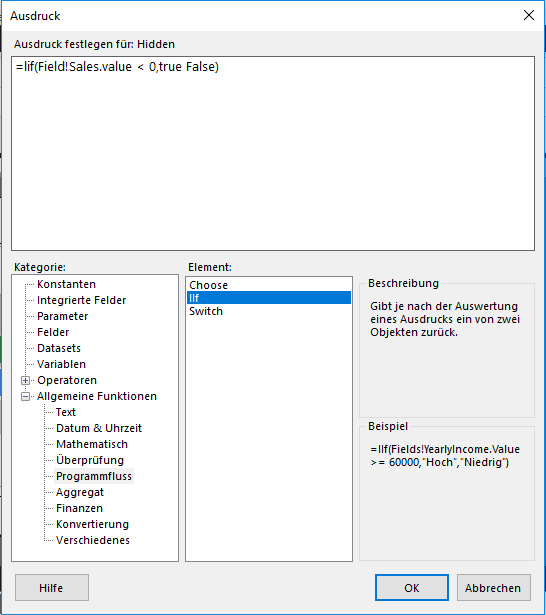 Ausdruck
Ausdruck festlegen für: Hidden
=Iif(Field!Sales.value < 0,true False)
Kategorie:
Konstanten
Integrierte Felder
Parameter
Felder
Datasets
Variablen
Operatoren
Allgemeine Funktionen
Text
Datum & Uhrzeit
Mathematisch
Überprüfung
Programmfluss
Aggregat
Finanzen
Konvertierung
Verschiedenes
Element:
Choose
IIf
Switch
Beschreibung
Gibt je nach der Auswertung
eines Ausdrucks ein von zwei
Objekten zurück.
Beispiel
=IIf(Fields!YearlyIncome.Value
>= 60000,"Hoch","Niedrig")
Hilfe
OK
Abbrechen